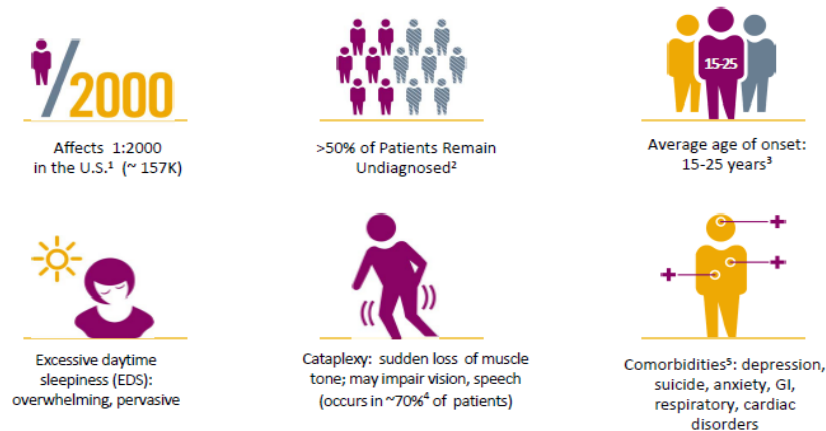 /2000
15-25
Affects 1:2000
in the U.S.¹ (~ 157K)
>50% of Patients Remain
Undiagnosed²
Average age of onset:
15-25 years³
Excessive daytime
sleepiness (EDS):
overwhelming, pervasive
Cataplexy: sudden loss of muscle
tone; may impair vision, speech
(occurs in ~70%⁴ of patients)
Comorbidities⁵: depression,
suicide, anxiety, GI,
respiratory, cardiac
disorders